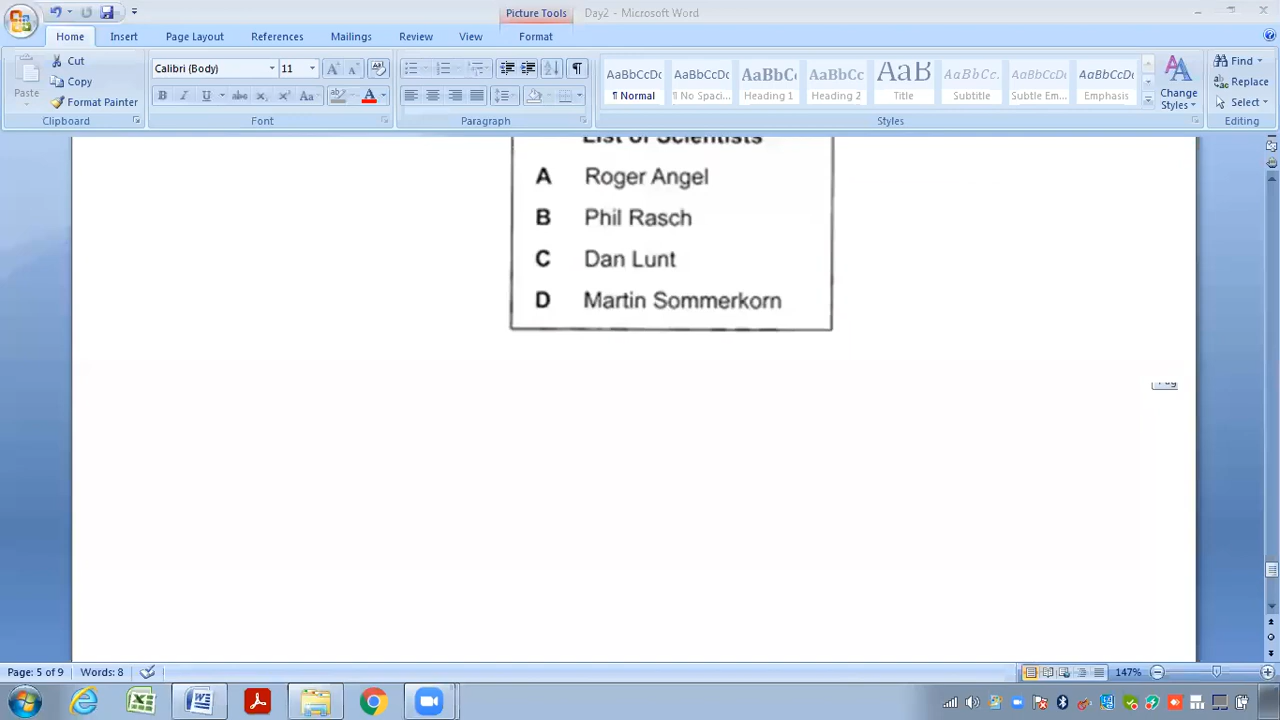 Picture Tools
Day2 - Microsoft Word
Home
Insert
Page Layout
References
Mailings
Review
View
Format
Paste
Cut
Copy
Format Painter
Clipboard
Calibri (Body)
11
Font
Paragraph
AaBbCcDc
AaBbCcDc
AaBbCc
AaBbCc
AaB
AaBbCc.
AaBbCcDc
AaBbCcDc
¶ Normal
¶ No Spaci...
Heading 1
Heading 2
Title
Subtitle
Subtle Em...
Emphasis
Change
Styles
Styles
Find
Replace
Select
Editing
List of Scientists
A Roger Angel
B Phil Rasch
C Dan Lunt
D Martin Sommerkorn
Page: 5 of 9
Words: 8
147%